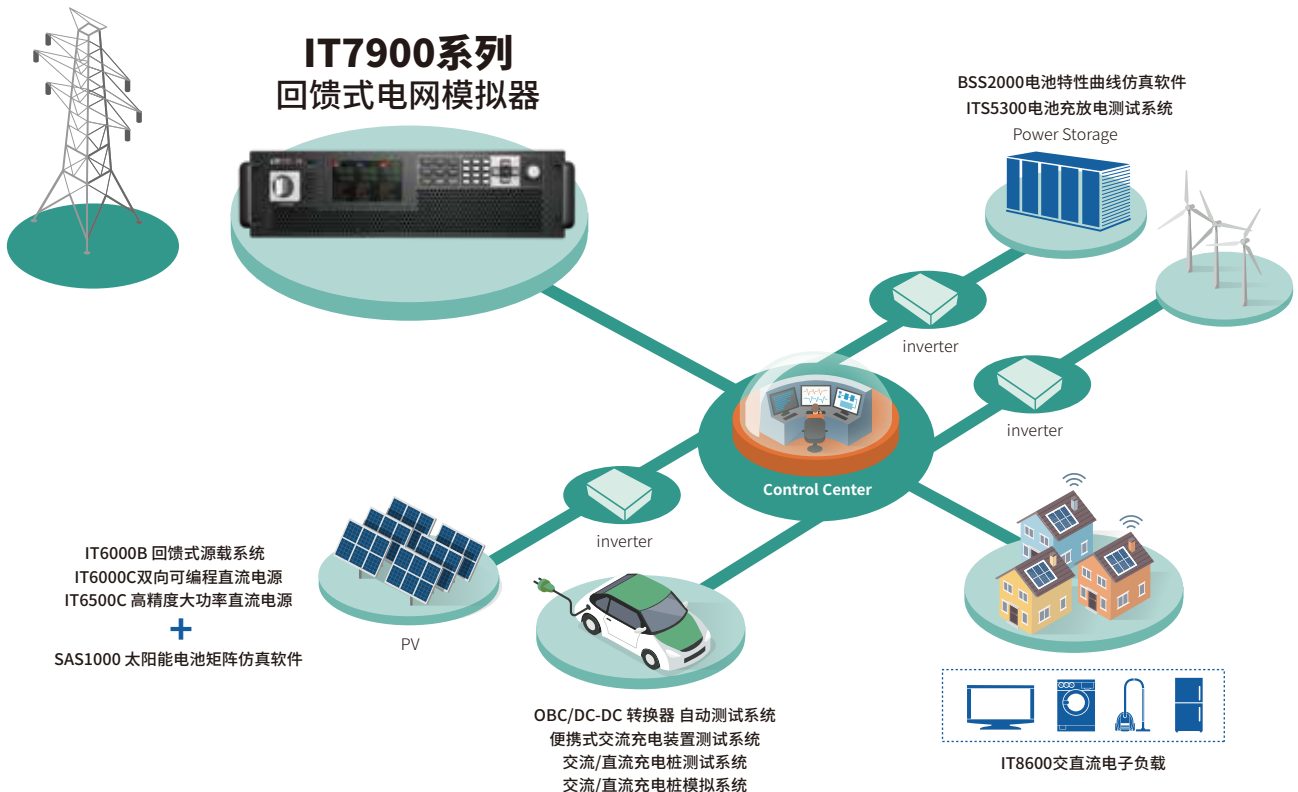 IT7900系列
回馈式电网模拟器
BSS2000电池特性曲线仿真软件
ITS5300电池充放电测试系统
Power Storage
inverter
inverter
Control Center
inverter
IT6000B 回馈式源载系统
IT6000C双向可编程直流电源
IT6500C 高精度大功率直流电源
+
SAS1000 太阳能电池矩阵仿真软件
PV
OBC/DC-DC 转换器 自动测试系统
便携式交流充电装置测试系统
交流/直流充电桩测试系统
交流/直流充电桩模拟系统
IT8600交直流电子负载